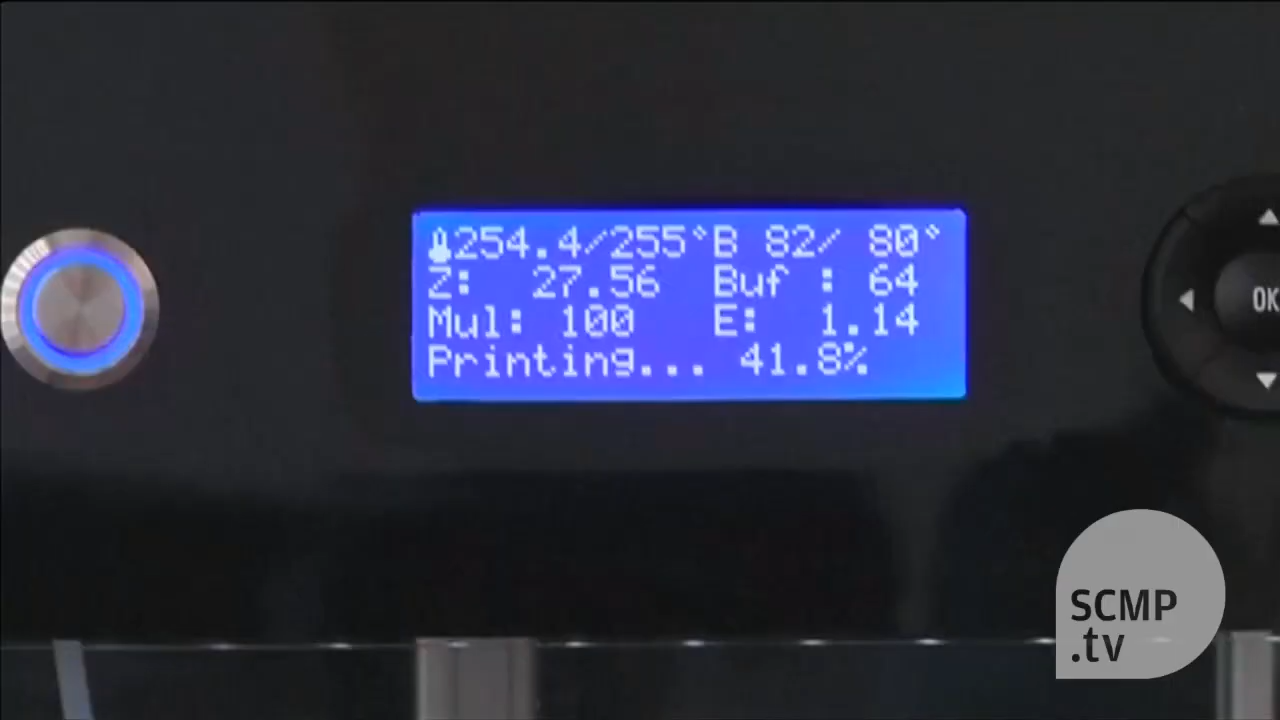 254.4/255°B 82/ 80°
Z: 27.56 Buf : 64
Mul: 100 E: 1.14
Printing... 41.8%
OK
SCMP
.tv